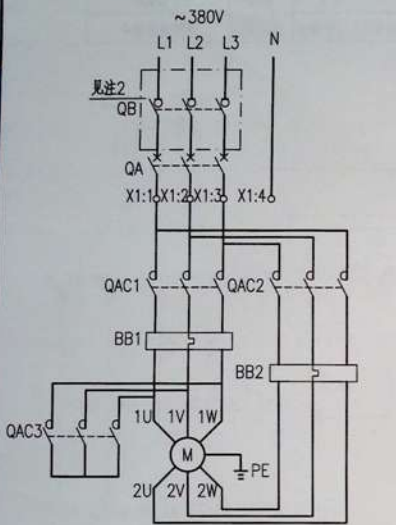 ~380V
L1 L2 L3 N
见注2
QB
QA
X1:1 X1:2 X1:3 X1:4
QAC1 QAC2
BB1
BB2
QAC3
1U 1V 1W
M
PE
2U 2V 2W